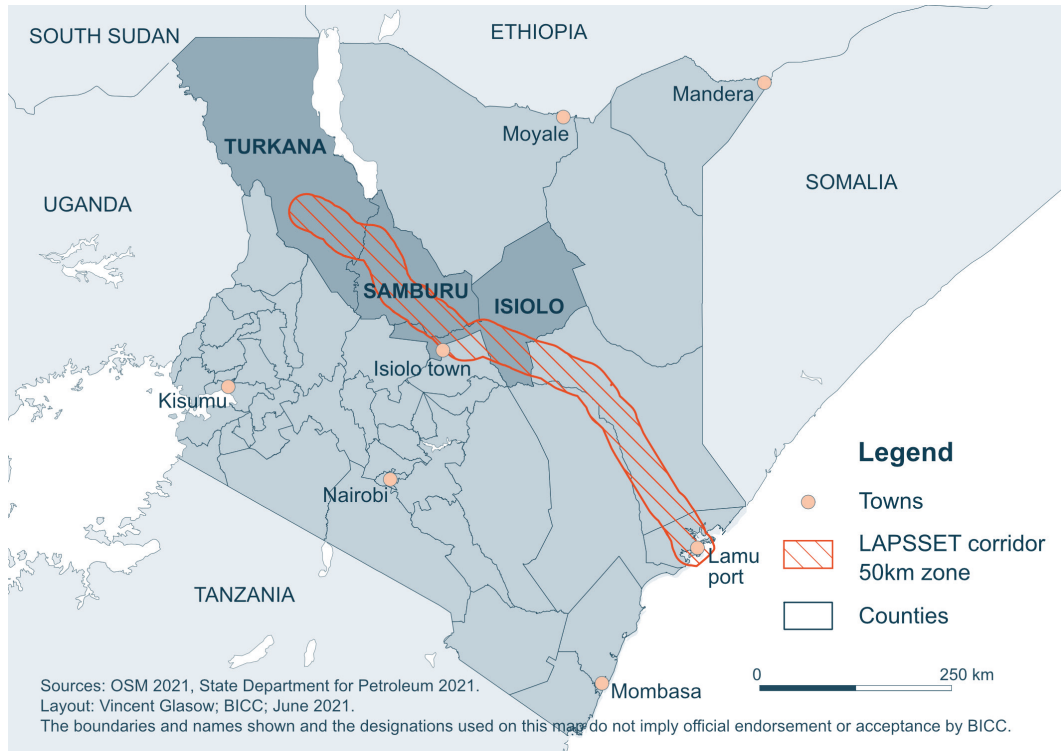 SOUTH SUDAN
ETHIOPIA
Mandera
Moyale
TURKANA
SOMALIA
UGANDA
SAMBURU
ISIOLO
Isiolo town
Kisumu
Legend
Nairobi
Towns
LAPSSET corridor
50km zone
Lamu
port
TANZANIA
Counties
0
250 km
Mombasa
Sources: OSM 2021, State Department for Petroleum 2021.
Layout: Vincent Glasow; BICC; June 2021.
The boundaries and names shown and the designations used on this map do not imply official endorsement or acceptance by BICC.